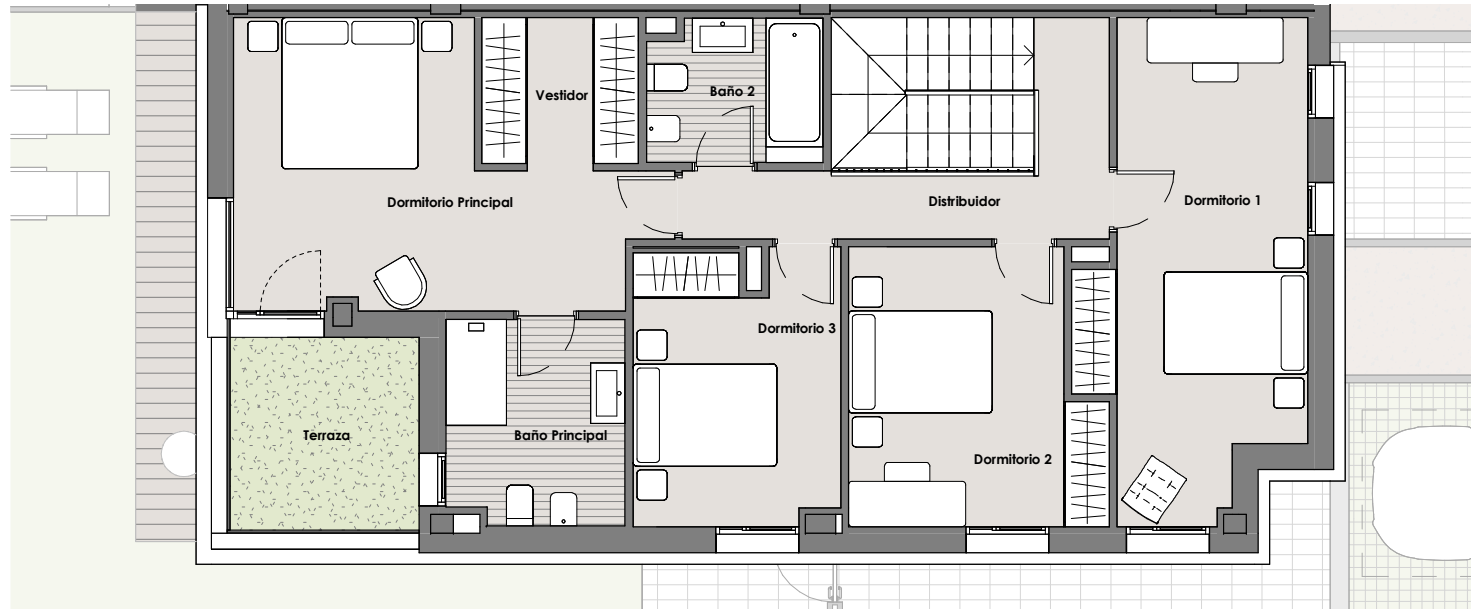 Vestidor
Baño 2
Dormitorio Principal
Distribuidor
Dormitorio 1
Dormitorio 3
Terraza
Baño Principal
Dormitorio 2